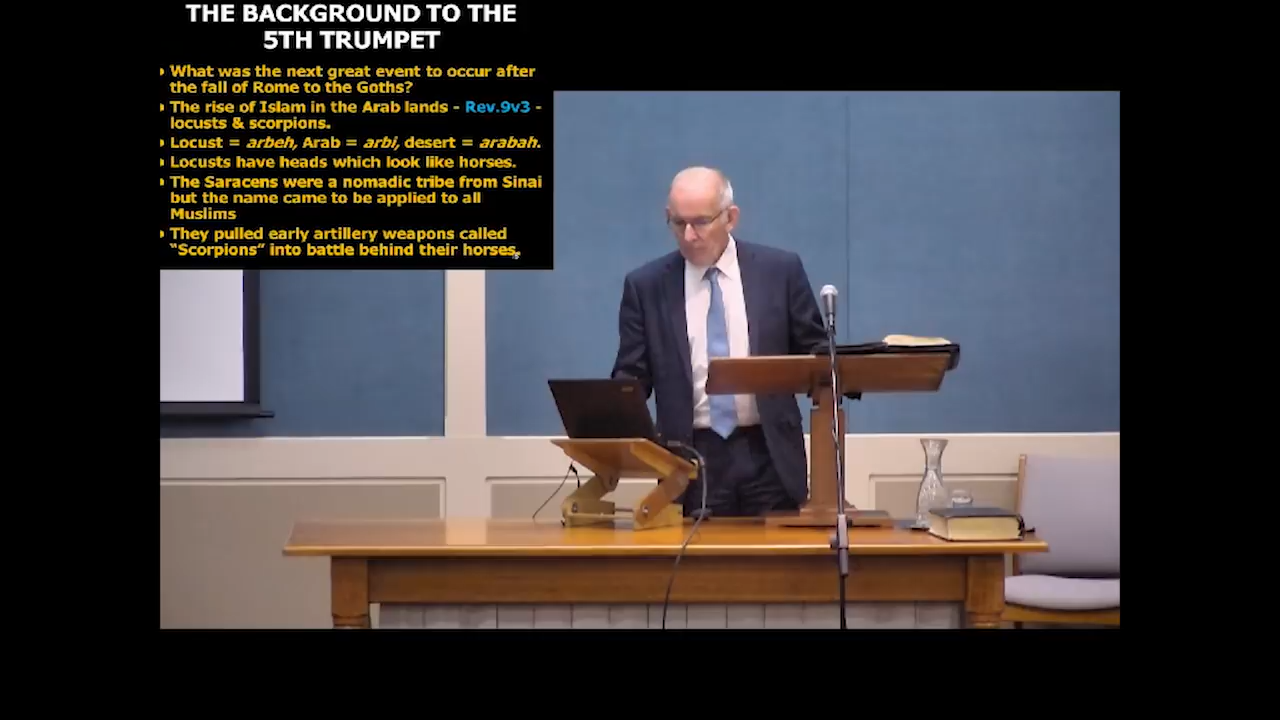 THE BACKGROUND TO THE
5TH TRUMPET
• What was the next great event to occur after
the fall of Rome to the Goths?
• The rise of Islam in the Arab lands - Rev.9v3 -
locusts & scorpions.
• Locust = arbeh, Arab = arbi, desert = arabah.
• Locusts have heads which look like horses.
• The Saracens were a nomadic tribe from Sinai
but the name came to be applied to all
Muslims
• They pulled early artillery weapons called
"Scorpions" into battle behind their horses.